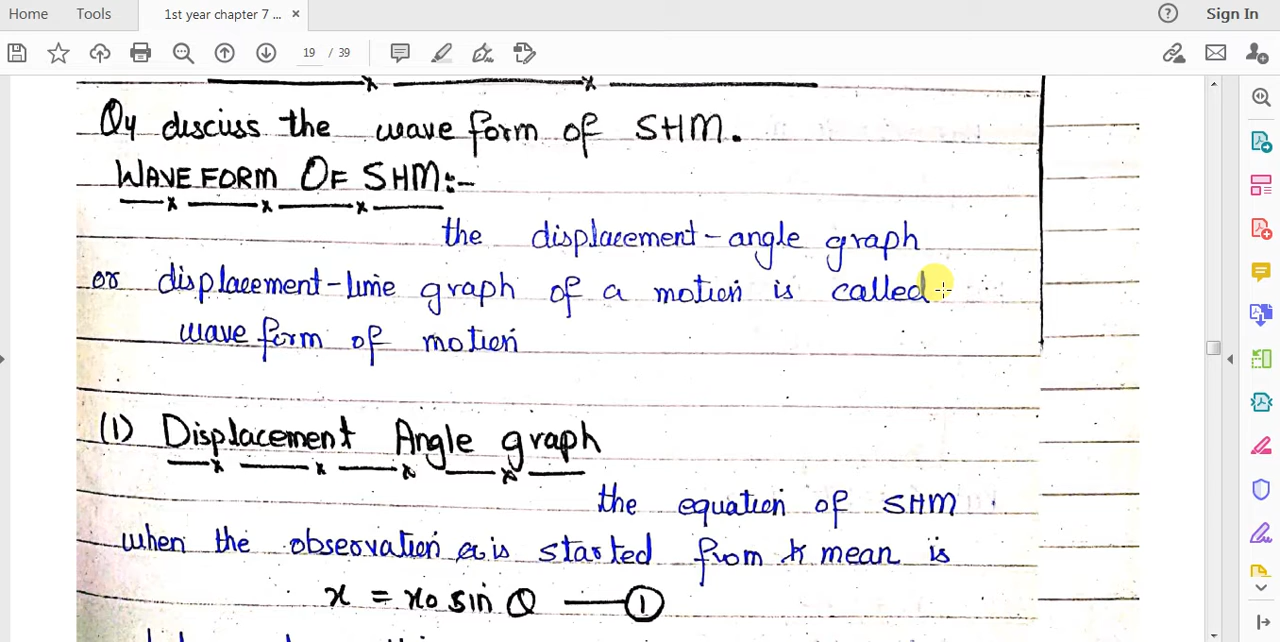 Home Tools 1st year chapter 7 ... × Sign In
19 / 39
Q4 discuss the wave form of SHM.
WAVE FORM OF SHM:-
the displacement-angle graph
or displacement-time graph of a motion is called
wave form of motion
(1) Displacement Angle graph
the equation of SHM
when the observation is started from mean is
x = x₀ sin θ —— ①